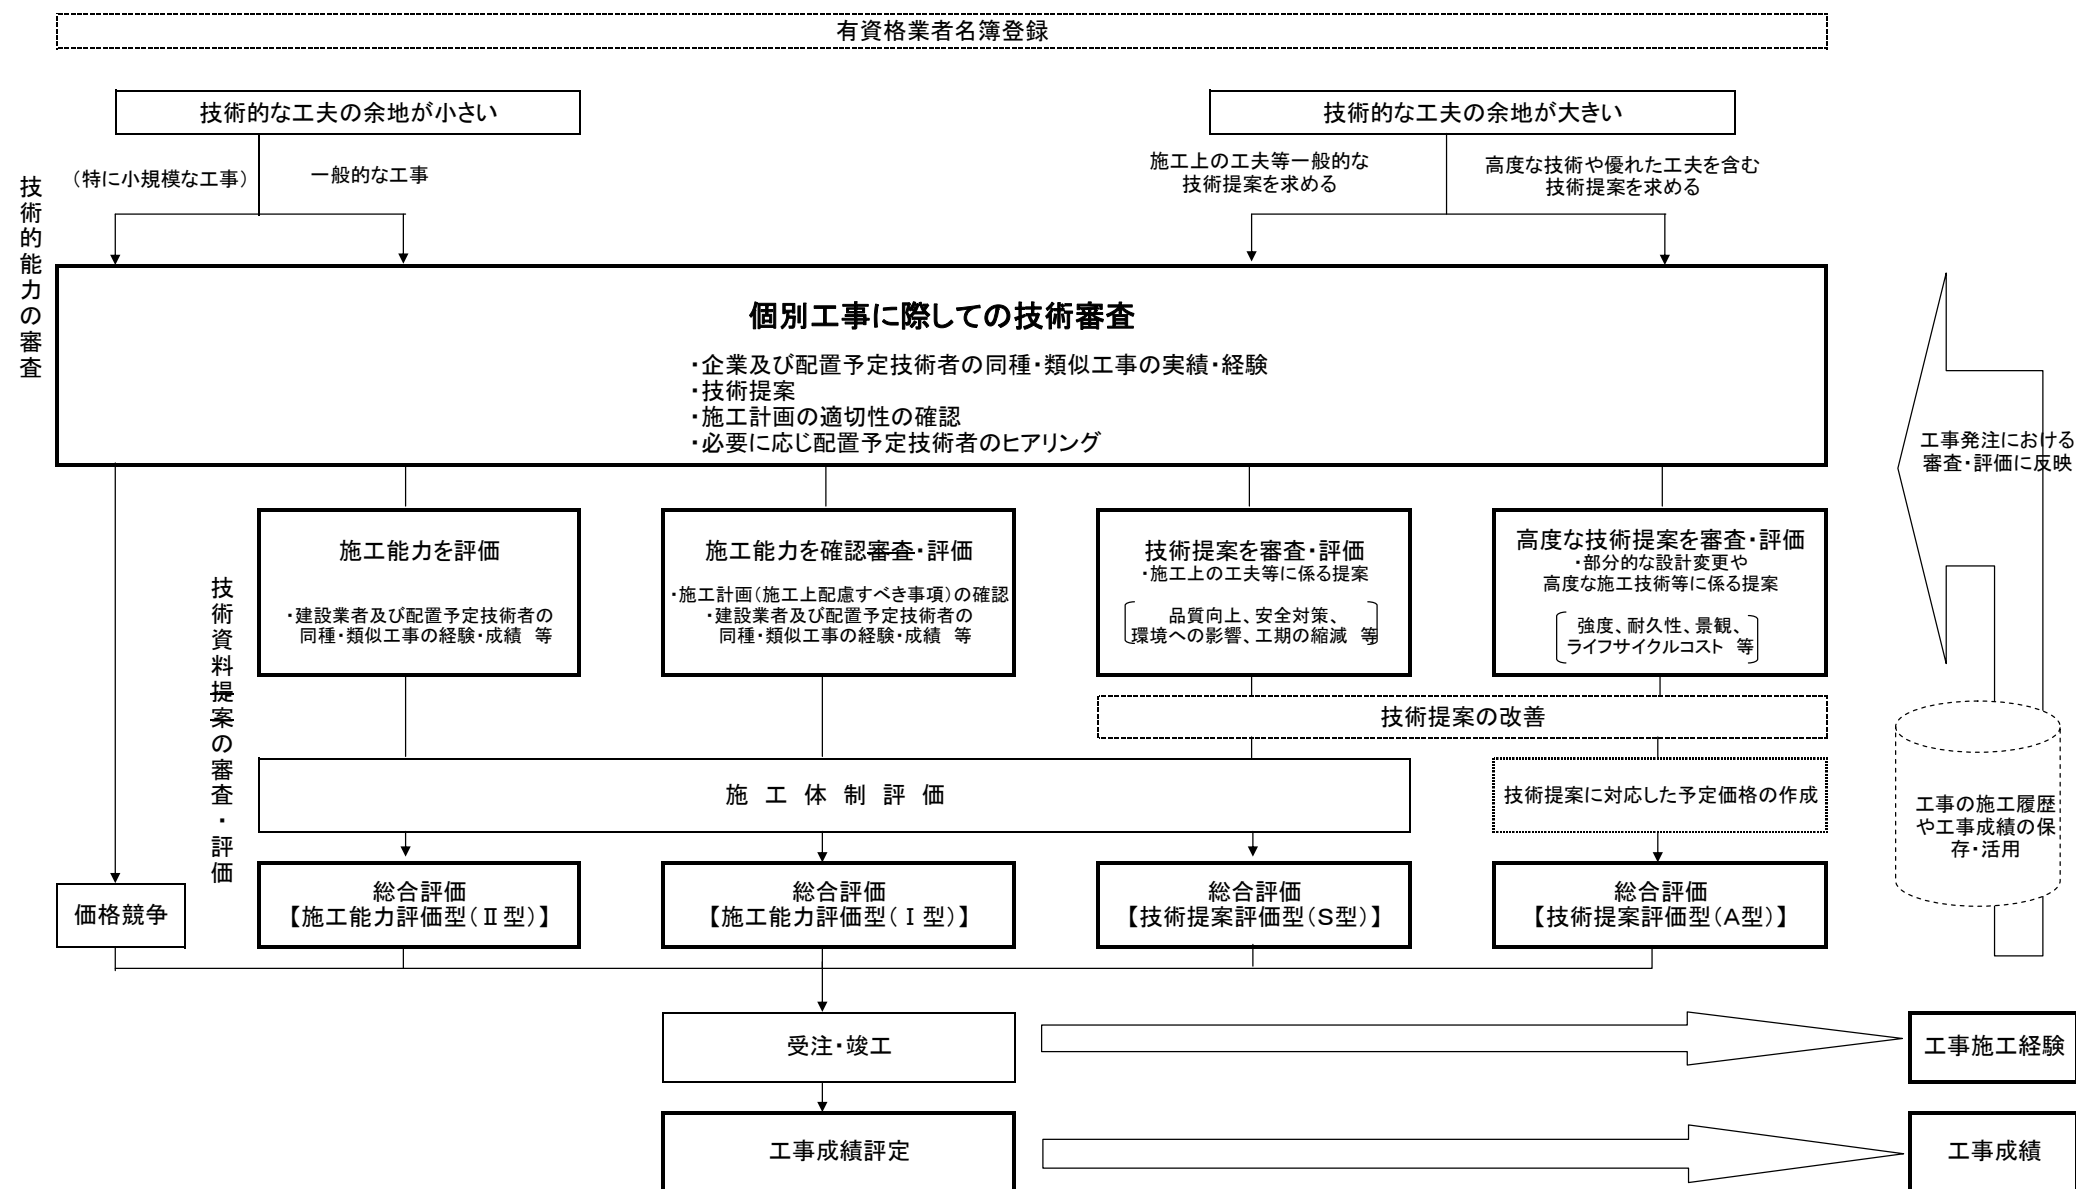 有資格業者名簿登録
技術的な工夫の余地が小さい
技術的な工夫の余地が大きい
（特に小規模な工事）
一般的な工事
施工上の工夫等一般的な
技術提案を求める
高度な技術や優れた工夫を含む
技術提案を求める
技術的能力の審査
個別工事に際しての技術審査
・企業及び配置予定技術者の同種・類似工事の実績・経験
・技術提案
・施工計画の適切性の確認
・必要に応じ配置予定技術者のヒアリング
工事発注における
審査・評価に反映
技術資料提案の審査・評価
施工能力を評価
・建設業者及び配置予定技術者の
同種・類似工事の経験・成績　等
施工能力を確認審査・評価
・施工計画（施工上配慮すべき事項）の確認
・建設業者及び配置予定技術者の
同種・類似工事の経験・成績　等
技術提案を審査・評価
・施工上の工夫等に係る提案
品質向上、安全対策、
環境への影響、工期の縮減　等
高度な技術提案を審査・評価
・部分的な設計変更や
高度な施工技術等に係る提案
強度、耐久性、景観、
ライフサイクルコスト　等
技術提案の改善
施　工　体　制　評　価
技術提案に対応した予定価格の作成
工事の施工履歴
や工事成績の保
存・活用
価格競争
総合評価
【施工能力評価型（Ⅱ型）】
総合評価
【施工能力評価型（Ⅰ型）】
総合評価
【技術提案評価型（S型）】
総合評価
【技術提案評価型（A型）】
受注・竣工
工事施工経験
工事成績評定
工事成績